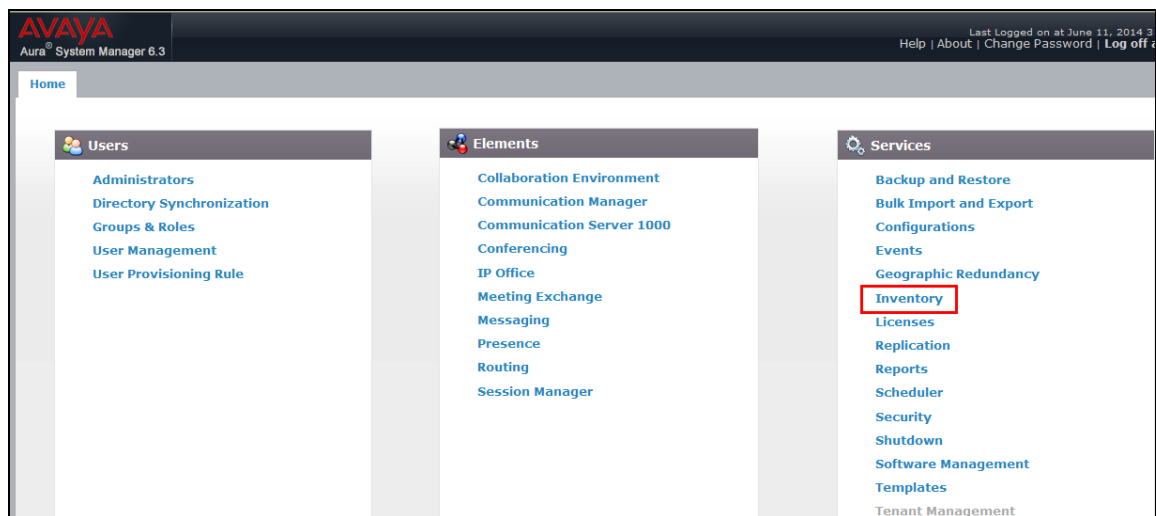 AVAYA
Aura® System Manager 6.3
Last Logged on at June 11, 2014 3
Help | About | Change Password | Log off
Home
Users
Administrators
Directory Synchronization
Groups & Roles
User Management
User Provisioning Rule
Elements
Collaboration Environment
Communication Manager
Communication Server 1000
Conferencing
IP Office
Meeting Exchange
Messaging
Presence
Routing
Session Manager
Services
Backup and Restore
Bulk Import and Export
Configurations
Events
Geographic Redundancy
Inventory
Licenses
Replication
Reports
Scheduler
Security
Shutdown
Software Management
Templates
Tenant Management